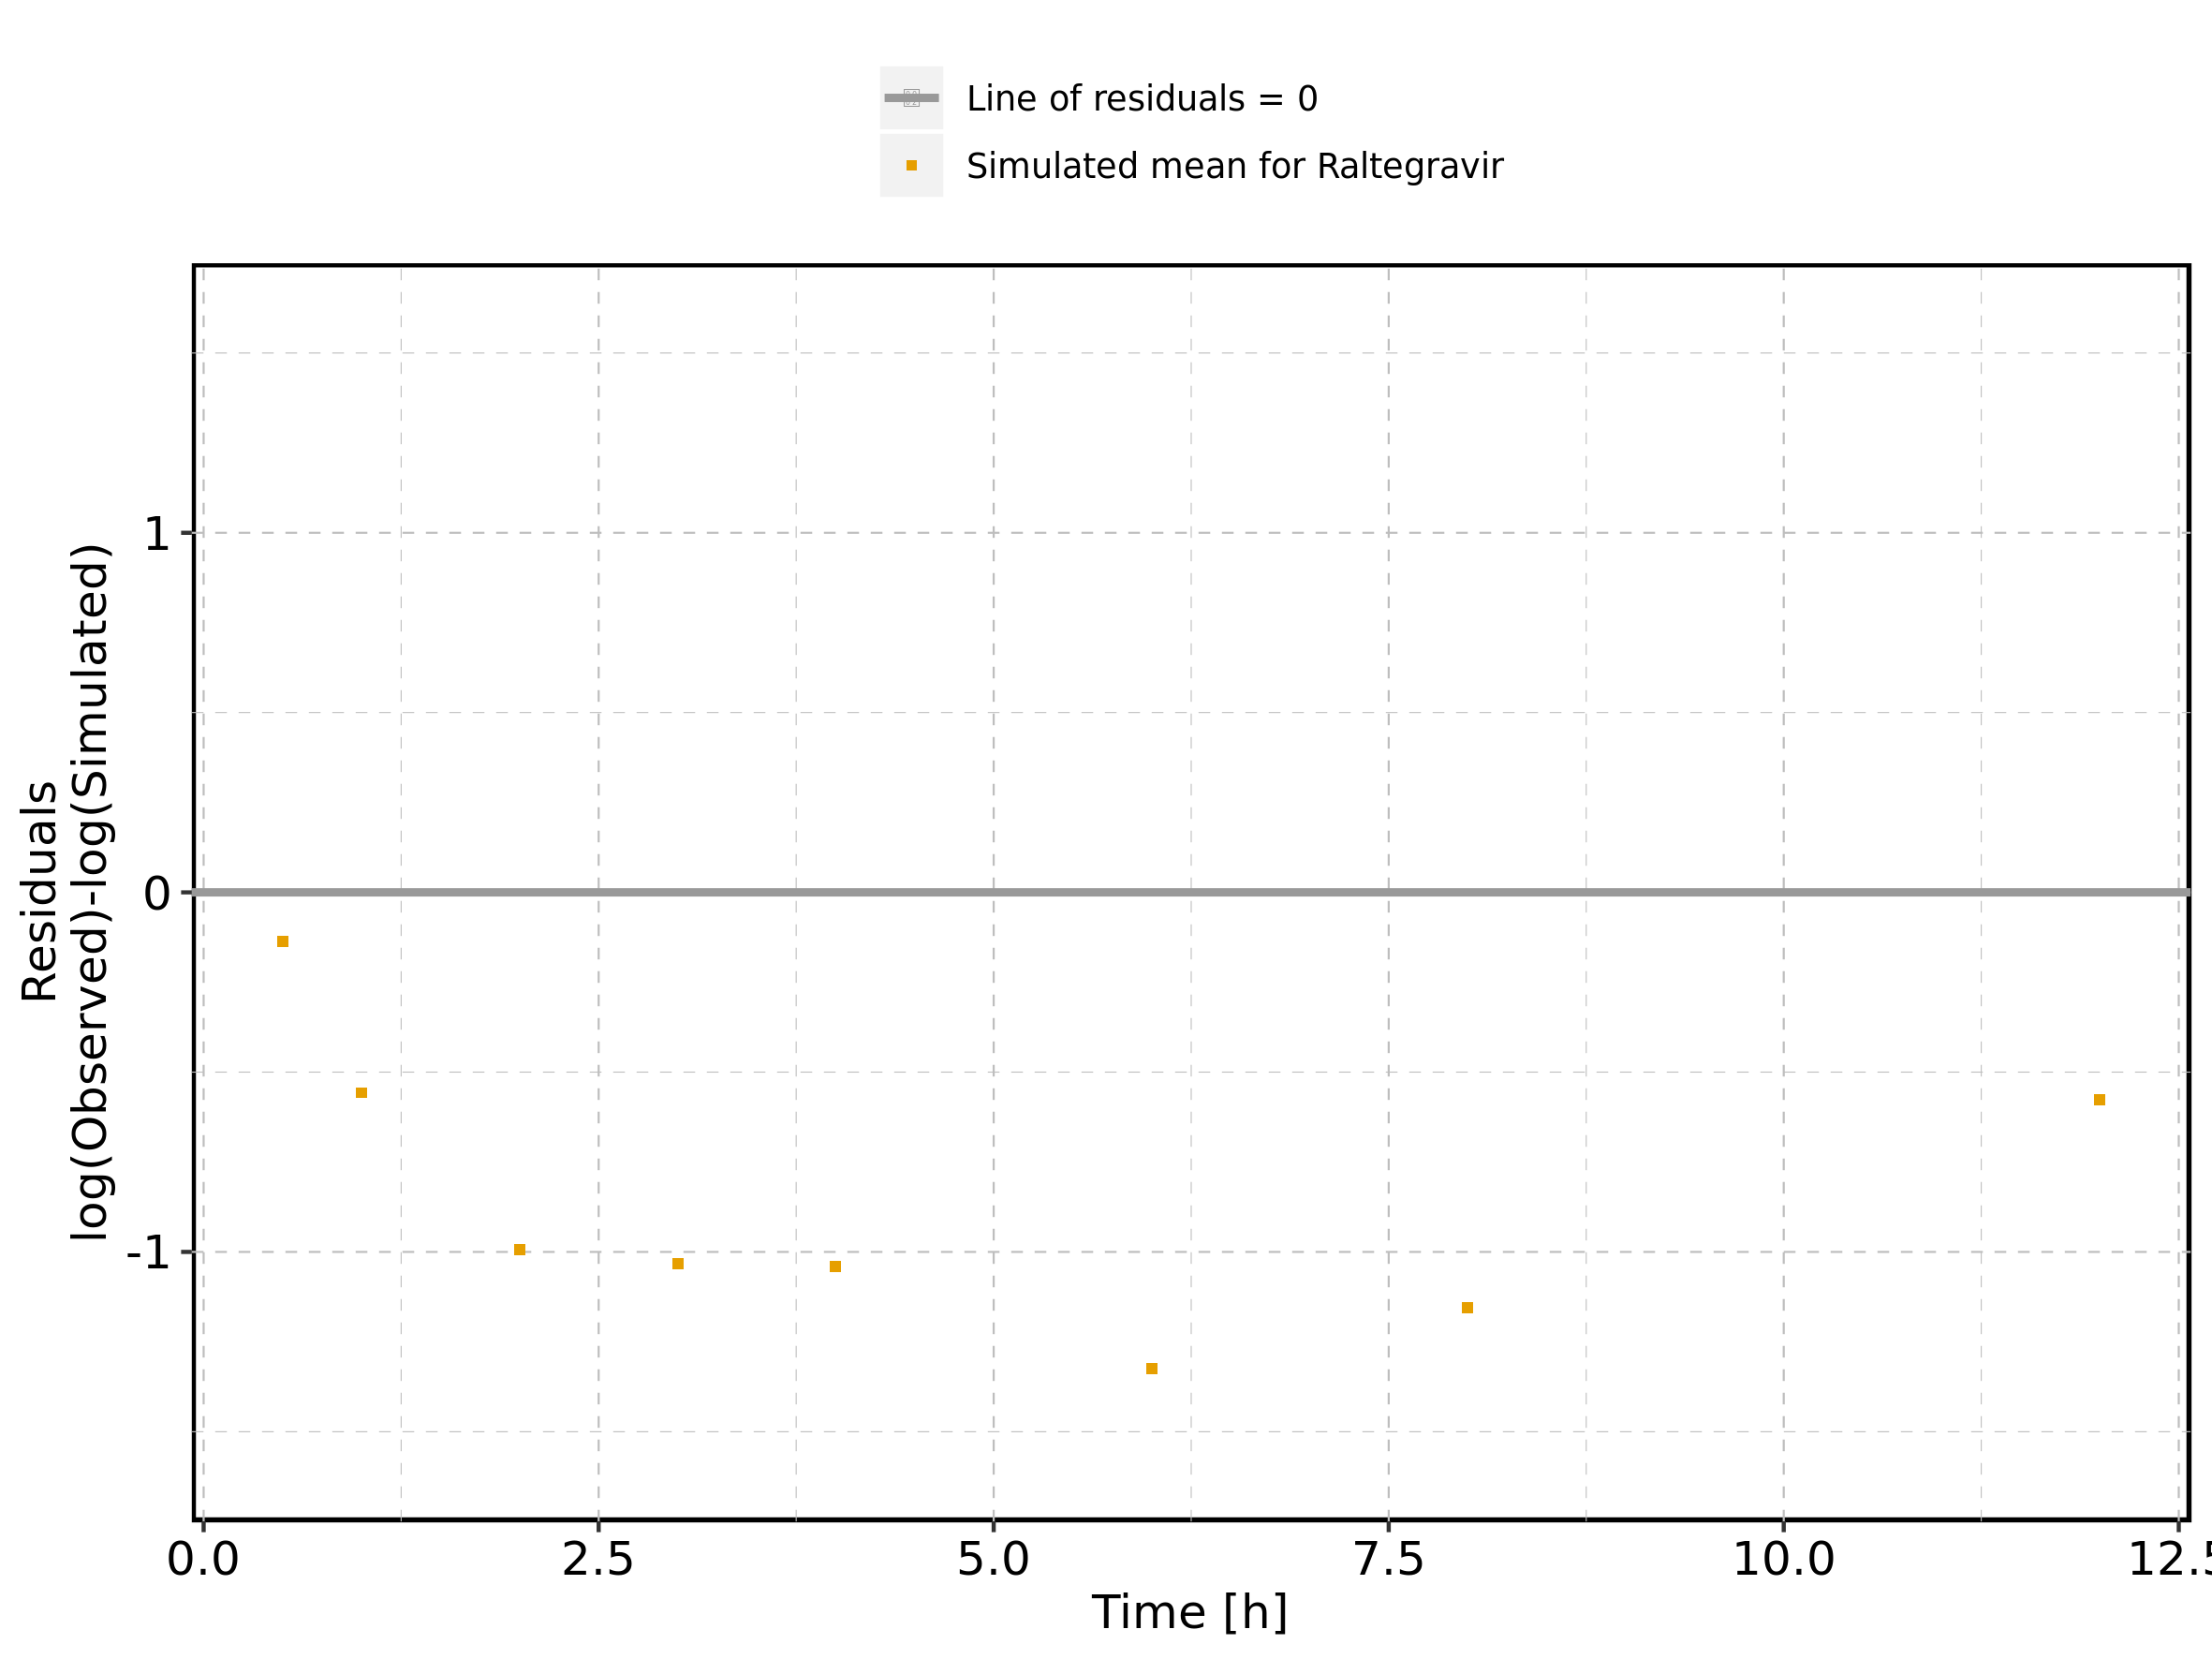 Line of residuals = 0
Simulated mean for Raltegravir
Residuals
log(Observed)-log(Simulated)
1
0
-1
0.0
2.5
5.0
7.5
10.0
12.5
Time [h]